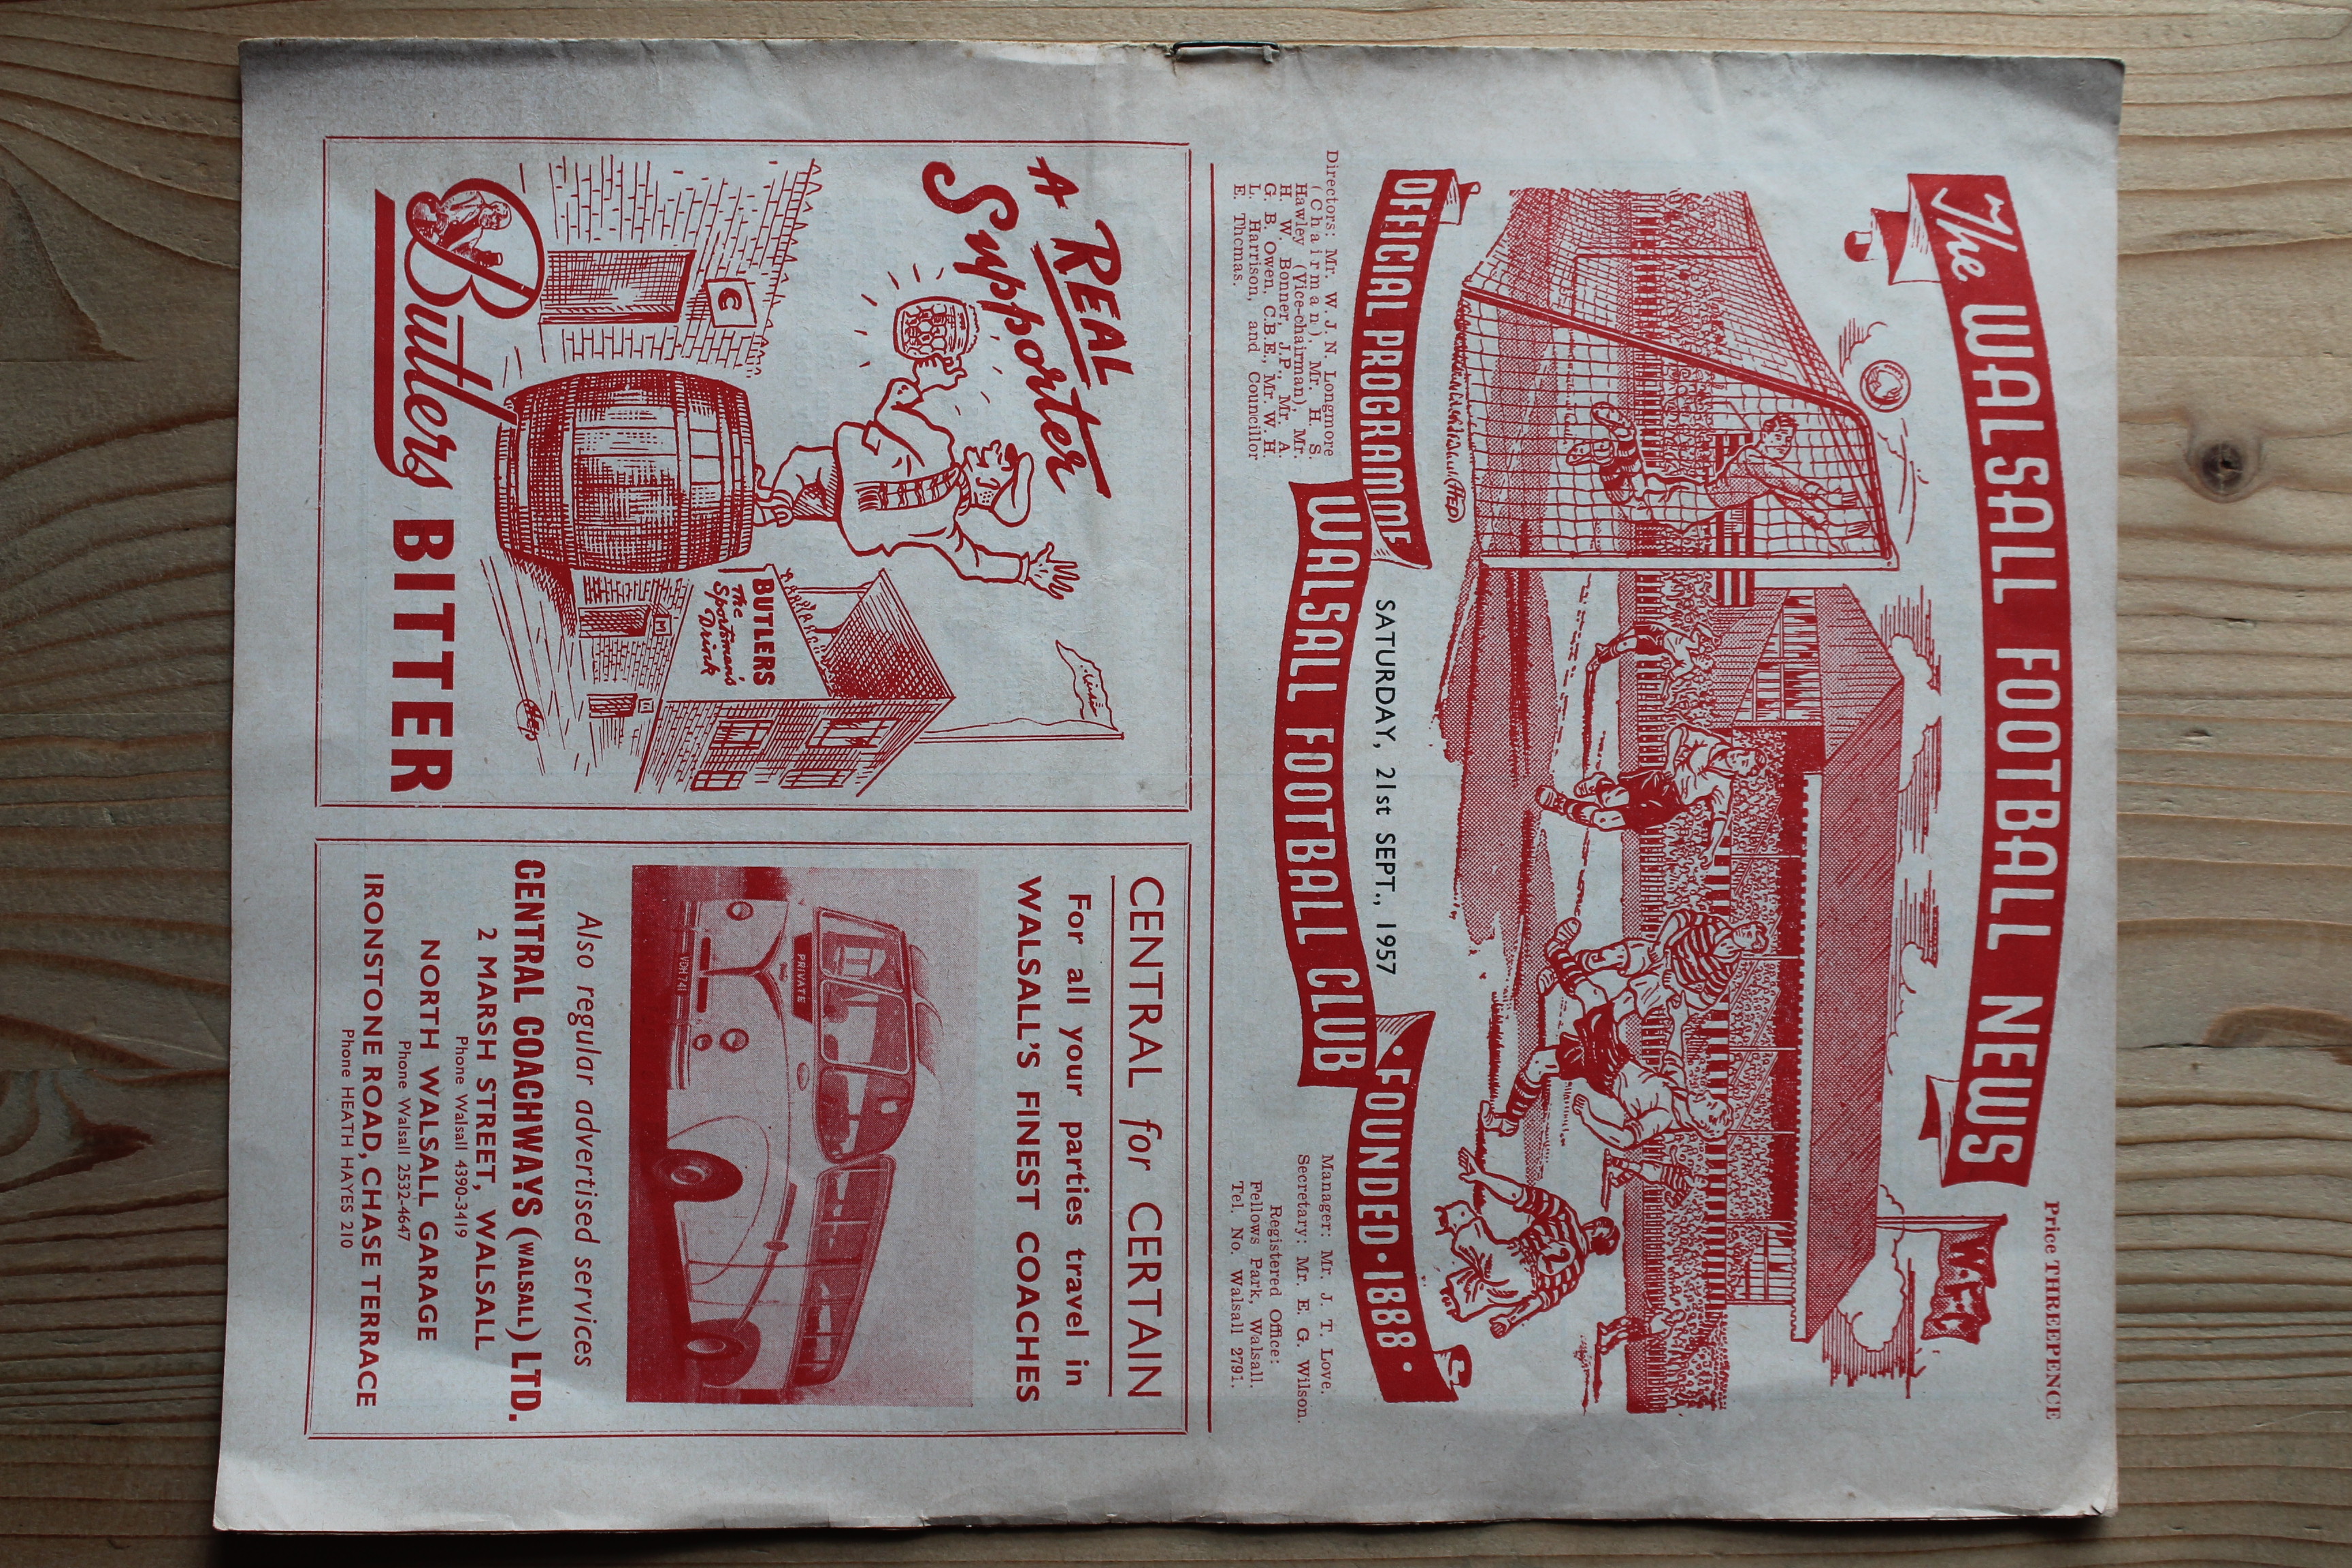 Price THREEPENCE
The WALSALL FOOTBALL NEWS
W.F.C
OFFICIAL PROGRAMME
SATURDAY, 21st SEPT., 1957
• FOUNDED • 1888 •
WALSALL FOOTBALL CLUB
Directors: Mr. W. J. N. Longmore
(Chairman), Mr. H. S.
Hawley (Vice-chairman), Mr.
H. W. Bonner, J.P., Mr. A.
G. B. Owen, C.B.E., Mr. W. H.
L. Harrison, and Councillor
E. Thomas.
Manager: Mr. J. T. Love.
Secretary: Mr. E. G. Wilson.
Registered Office:
Fellows Park, Walsall.
Tel. No. Walsall 2791.
A REAL
Supporter
BUTLERS
The
Sportsman's
Drink
Butlers BITTER
HEP
CENTRAL for CERTAIN
For all your parties travel in
WALSALL'S FINEST COACHES
PRIVATE
VDH 741
Also regular advertised services
CENTRAL COACHWAYS (WALSALL) LTD.
2 MARSH STREET, WALSALL
Phone Walsall 4390-3419
NORTH WALSALL GARAGE
Phone Walsall 2532-4647
IRONSTONE ROAD, CHASE TERRACE
Phone HEATH HAYES 210